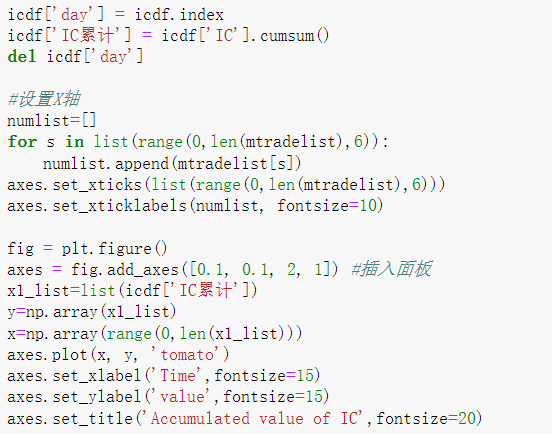 icdf['day'] = icdf.index
icdf['IC累计'] = icdf['IC'].cumsum()
del icdf['day']

#设置X轴
numlist=[]
for s in list(range(0,len(mtradelist),6)):
    numlist.append(mtradelist[s])
axes.set_xticks(list(range(0,len(mtradelist),6)))
axes.set_xticklabels(numlist, fontsize=10)

fig = plt.figure()
axes = fig.add_axes([0.1, 0.1, 2, 1]) #插入面板
x1_list=list(icdf['IC累计'])
y=np.array(x1_list)
x=np.array(range(0,len(x1_list)))
axes.plot(x, y, 'tomato')
axes.set_xlabel('Time',fontsize=15)
axes.set_ylabel('value',fontsize=15)
axes.set_title('Accumulated value of IC',fontsize=20)